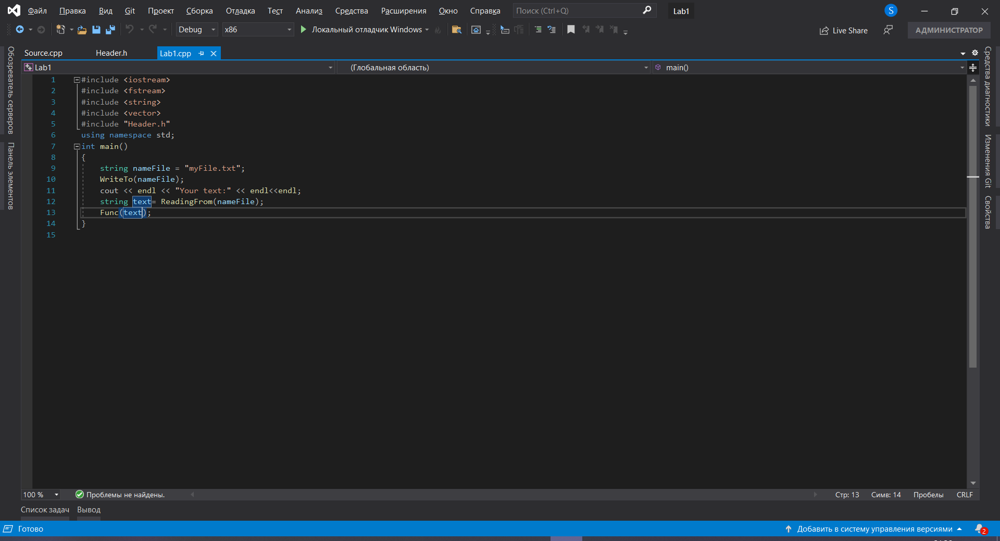 Файл Правка Вид Git Проект Сборка Отладка Тест Анализ Средства Расширения Окно Справка Поиск (Ctrl+Q) Lab1 S
Debug x86 Локальный отладчик Windows Live Share АДМИНИСТРАТОР
Обозреватель серверов
Панель элементов
Source.cpp Header.h Lab1.cpp
Lab1 (Глобальная область) main()
1 #include <iostream>
2 #include <fstream>
3 #include <string>
4 #include <vector>
5 #include "Header.h"
6 using namespace std;
7 int main()
8 {
9 string nameFile = "myFile.txt";
10 WriteTo(nameFile);
11 cout << endl << "Your text:" << endl<<endl;
12 string text= ReadingFrom(nameFile);
13 Func(text);
14 }
15
Средства диагностики
Изменения Git
Свойства
100 % Проблемы не найдены. Стр: 13 Симв: 14 Пробелы CRLF
Список задач Вывод
Готово Добавить в систему управления версиями 2